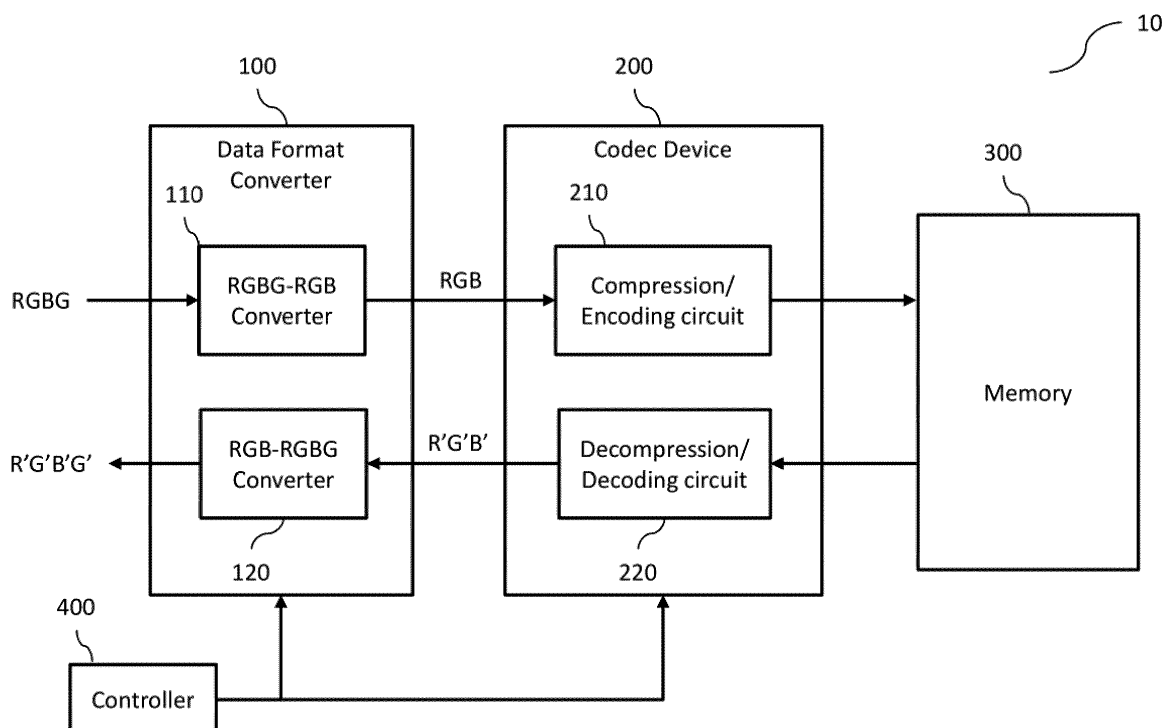 10
100
200
300
Data Format
Converter
Codec Device
110
210
RGBG
RGBG-RGB
Converter
RGB
Compression/
Encoding circuit
Memory
R'G'B'G'
RGB-RGBG
Converter
R'G'B'
Decompression/
Decoding circuit
120
220
400
Controller